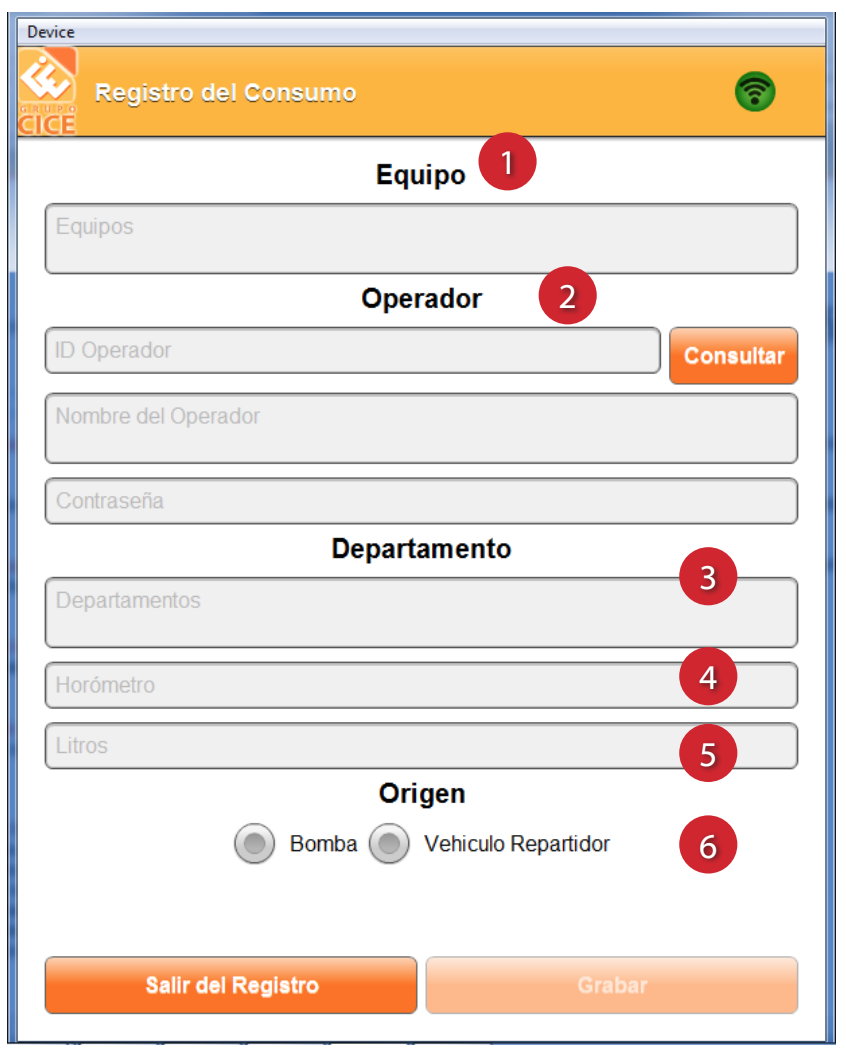 Device
GRUPO
CICE
Registro del Consumo
Equipo 1
Equipos
Operador 2
ID Operador
Consultar
Nombre del Operador
Contraseña
Departamento
3
Departamentos
Horómetro 4
Litros 5
Origen
Bomba Vehiculo Repartidor 6
Salir del Registro Grabar